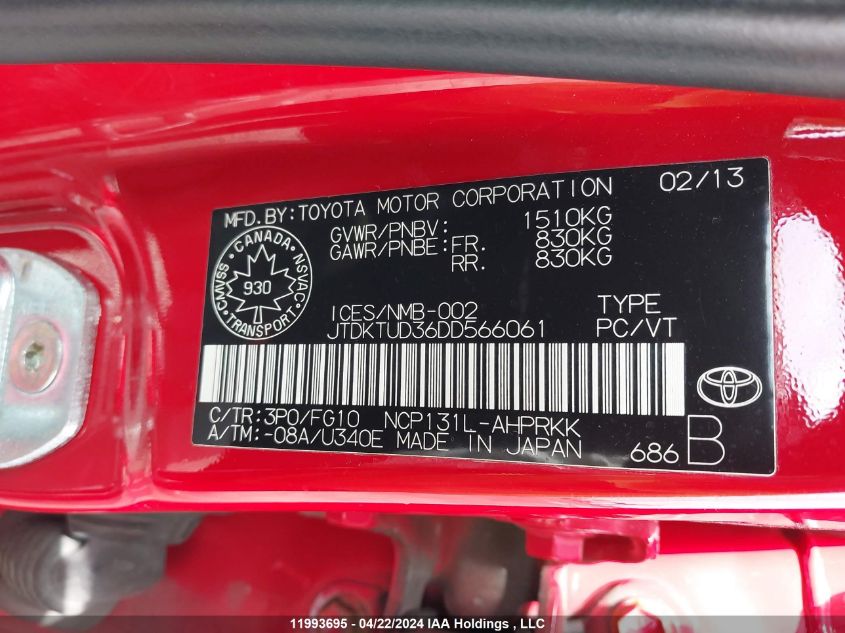 MFD.BY:TOYOTA MOTOR CORPORATION 02/13
GVWR/PNBV: 1510KG
GAWR/PNBE:FR. 830KG
RR. 830KG
CANADA
CMVSS NSVAC
930
TRANSPORT
ICES/NMB-002 TYPE
JTDKTUD36DD566061 PC/VT
C/TR:3P0/FG10 NCP131L-AHPRKK
A/TM:-08A/U340E MADE IN JAPAN 686 B
11993695 - 04/22/2024 IAA Holdings , LLC